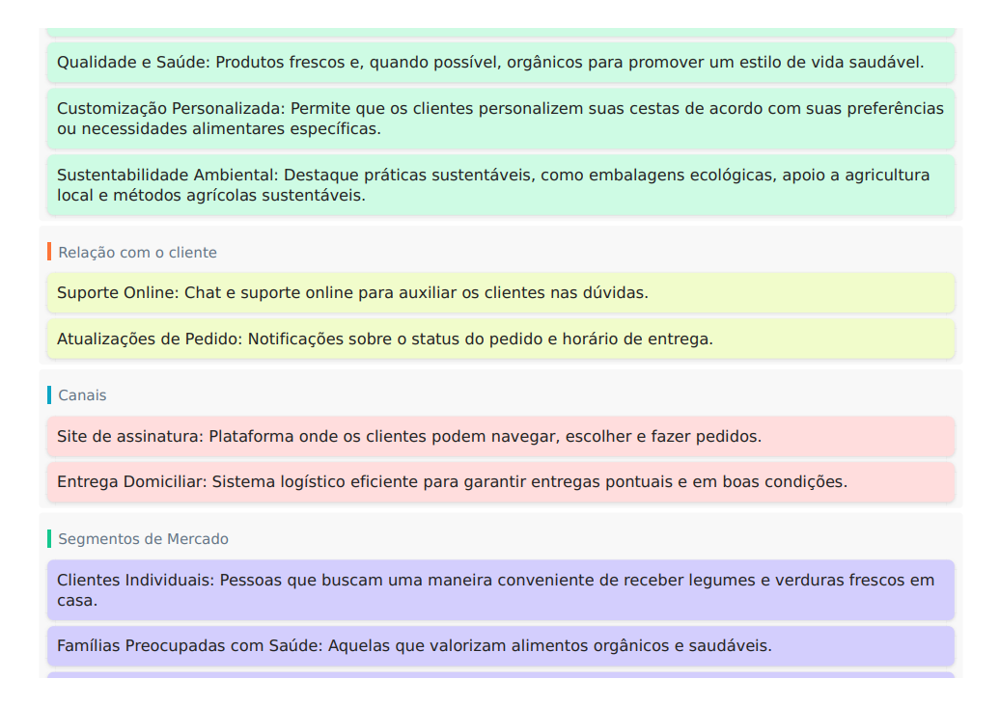 Qualidade e Saúde: Produtos frescos e, quando possível, orgânicos para promover um estilo de vida saudável.
Customização Personalizada: Permite que os clientes personalizem suas cestas de acordo com suas preferências
ou necessidades alimentares específicas.
Sustentabilidade Ambiental: Destaque práticas sustentáveis, como embalagens ecológicas, apoio a agricultura
local e métodos agrícolas sustentáveis.
Relação com o cliente
Suporte Online: Chat e suporte online para auxiliar os clientes nas dúvidas.
Atualizações de Pedido: Notificações sobre o status do pedido e horário de entrega.
Canais
Site de assinatura: Plataforma onde os clientes podem navegar, escolher e fazer pedidos.
Entrega Domiciliar: Sistema logístico eficiente para garantir entregas pontuais e em boas condições.
Segmentos de Mercado
Clientes Individuais: Pessoas que buscam uma maneira conveniente de receber legumes e verduras frescos em
casa.
Famílias Preocupadas com Saúde: Aquelas que valorizam alimentos orgânicos e saudáveis.